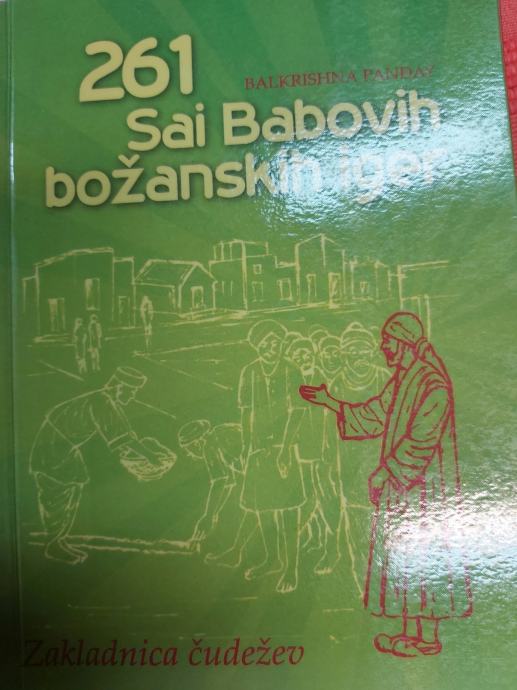 261
BALKRISHNA PANDAY
Sai Babovih
božanskih iger
Zakladnica čudežev